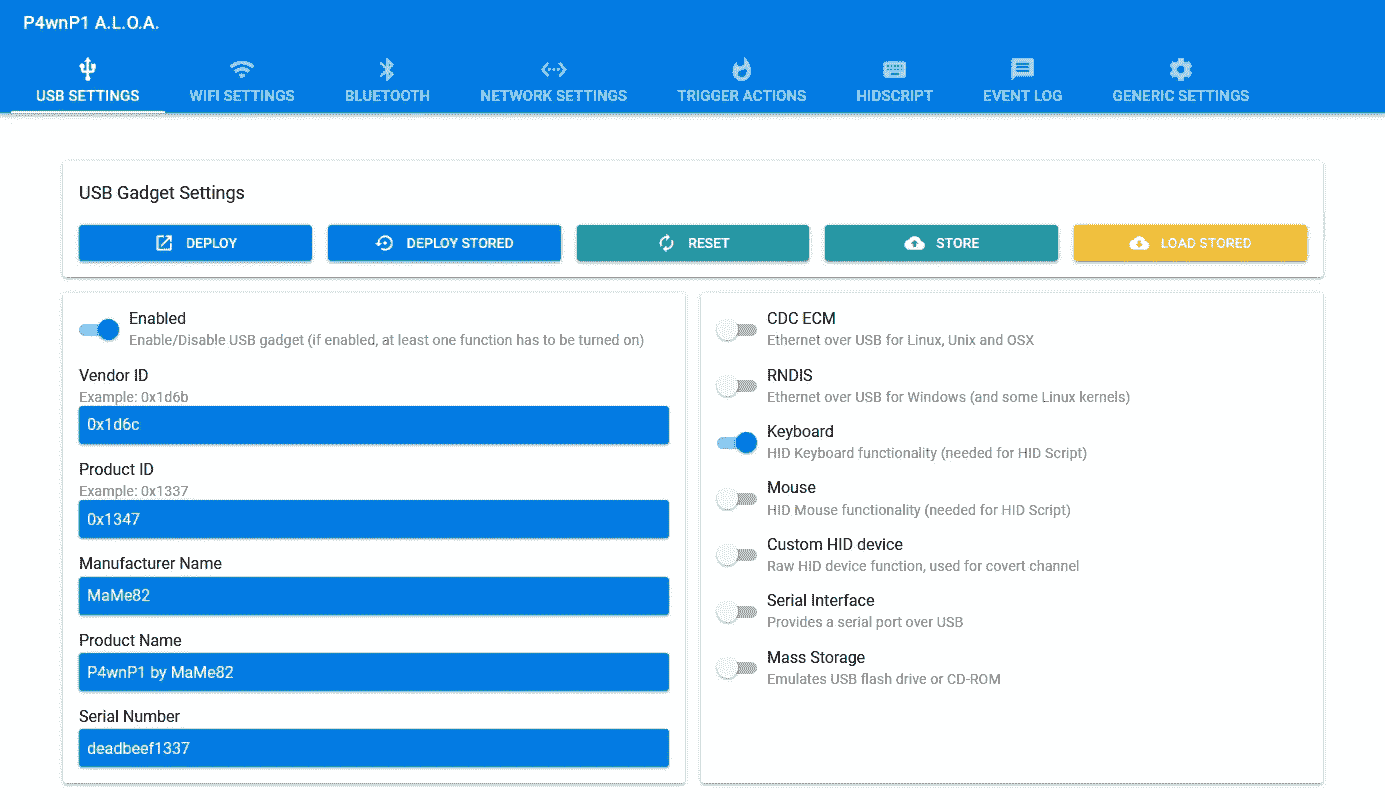 P4wnP1 A.L.O.A.
USB SETTINGS
WIFI SETTINGS
BLUETOOTH
NETWORK SETTINGS
TRIGGER ACTIONS
HIDSCRIPT
EVENT LOG
GENERIC SETTINGS
USB Gadget Settings
DEPLOY
DEPLOY STORED
RESET
STORE
LOAD STORED
Enabled
Enable/Disable USB gadget (if enabled, at least one function has to be turned on)
Vendor ID
Example: 0x1d6b
0x1d6c
Product ID
Example: 0x1337
0x1347
Manufacturer Name
MaMe82
Product Name
P4wnP1 by MaMe82
Serial Number
deadbeef1337
CDC ECM
Ethernet over USB for Linux, Unix and OSX
RNDIS
Ethernet over USB for Windows (and some Linux kernels)
Keyboard
HID Keyboard functionality (needed for HID Script)
Mouse
HID Mouse functionality (needed for HID Script)
Custom HID device
Raw HID device function, used for covert channel
Serial Interface
Provides a serial port over USB
Mass Storage
Emulates USB flash drive or CD-ROM